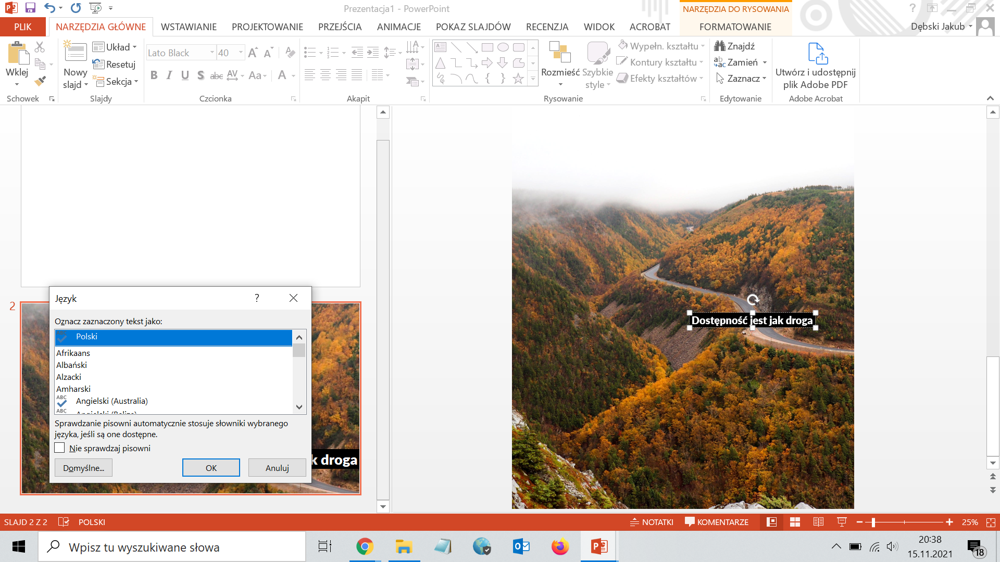 Prezentacja1 - PowerPoint
NARZĘDZIA DO RYSOWANIA
?
PLIK
NARZĘDZIA GŁÓWNE
WSTAWIANIE
PROJEKTOWANIE
PRZEJŚCIA
ANIMACJE
POKAZ SLAJDÓW
RECENZJA
WIDOK
ACROBAT
FORMATOWANIE
Dębski Jakub
Wklej
Schowek
Nowy
slajd
Układ
Resetuj
Sekcja
Slajdy
Lato Black
40
B I U S abc AV Aa A
Czcionka
Akapit
Rozmieść
Szybkie
style
Wypełn. kształtu
Kontury kształtu
Efekty kształtów
Rysowanie
Znajdź
Zamień
Zaznacz
Edytowanie
Utwórz i udostępnij
plik Adobe PDF
Adobe Acrobat
2
Język
?
Oznacz zaznaczony tekst jako:
Polski
Afrikaans
Albański
Alzacki
Amharski
ABC
Angielski (Australia)
ABC
Angielski (Belize)
Sprawdzanie pisowni automatycznie stosuje słowniki wybranego
języka, jeśli są one dostępne.
Nie sprawdzaj pisowni
Domyślne...
OK
Anuluj
k droga
Dostępność jest jak droga
SLAJD 2 Z 2
POLSKI
NOTATKI
KOMENTARZE
25%
Wpisz tu wyszukiwane słowa
20:38
15.11.2021
18